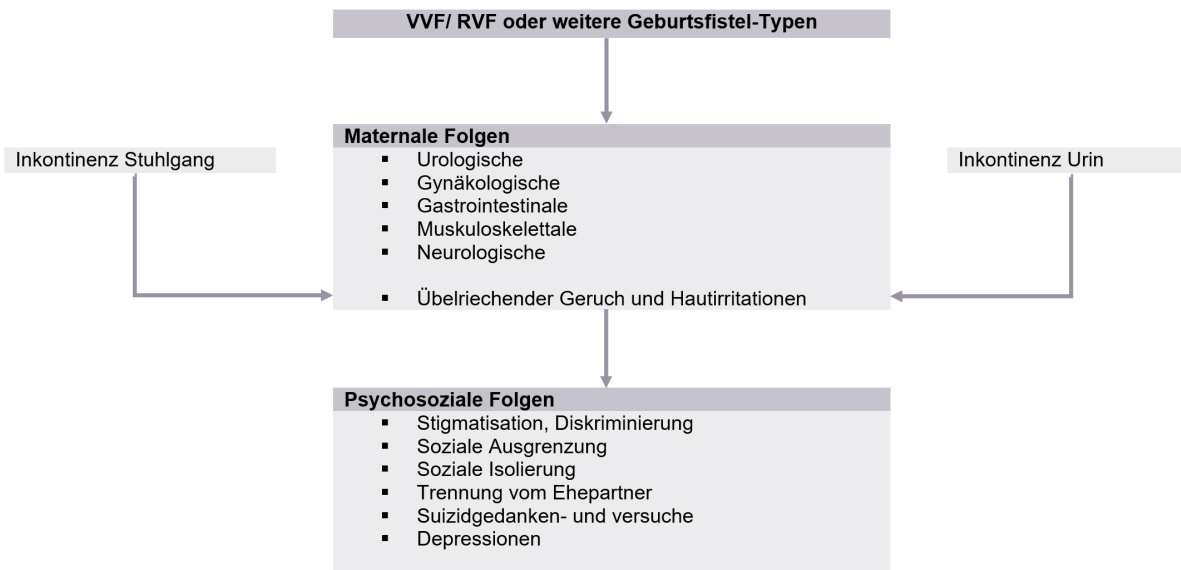 VVF/ RVF oder weitere Geburtsfistel-Typen
Maternale Folgen
▪ Urologische
▪ Gynäkologische
▪ Gastrointestinale
▪ Muskuloskelettale
▪ Neurologische
▪ Übelriechender Geruch und Hautirritationen
Inkontinenz Stuhlgang
Inkontinenz Urin
Psychosoziale Folgen
▪ Stigmatisation, Diskriminierung
▪ Soziale Ausgrenzung
▪ Soziale Isolierung
▪ Trennung vom Ehepartner
▪ Suizidgedanken- und versuche
▪ Depressionen